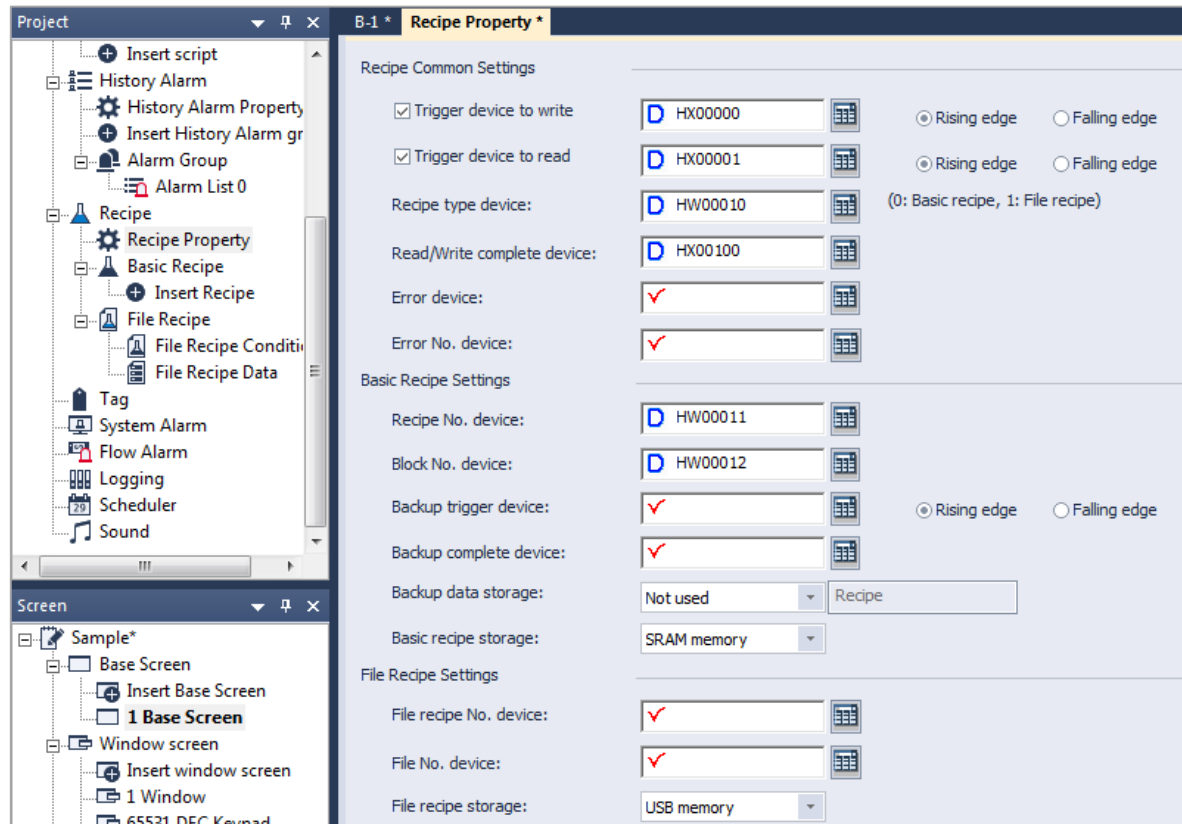 Project
Insert script
History Alarm
History Alarm Property
Insert History Alarm gr
Alarm Group
Alarm List 0
Recipe
Recipe Property
Basic Recipe
Insert Recipe
File Recipe
File Recipe Conditi
File Recipe Data
Tag
System Alarm
Flow Alarm
Logging
29 Scheduler
Sound
Screen
Sample*
Base Screen
Insert Base Screen
1 Base Screen
Window screen
Insert window screen
1 Window
65531 DEC Keypad
B-1 * Recipe Property *
Recipe Common Settings
Trigger device to write D HX00000 Rising edge Falling edge
Trigger device to read D HX00001 Rising edge Falling edge
Recipe type device: D HW00010 (0: Basic recipe, 1: File recipe)
Read/Write complete device: D HX00100
Error device:
Error No. device:
Basic Recipe Settings
Recipe No. device: D HW00011
Block No. device: D HW00012
Backup trigger device: Rising edge Falling edge
Backup complete device:
Backup data storage: Not used Recipe
Basic recipe storage: SRAM memory
File Recipe Settings
File recipe No. device:
File No. device:
File recipe storage: USB memory